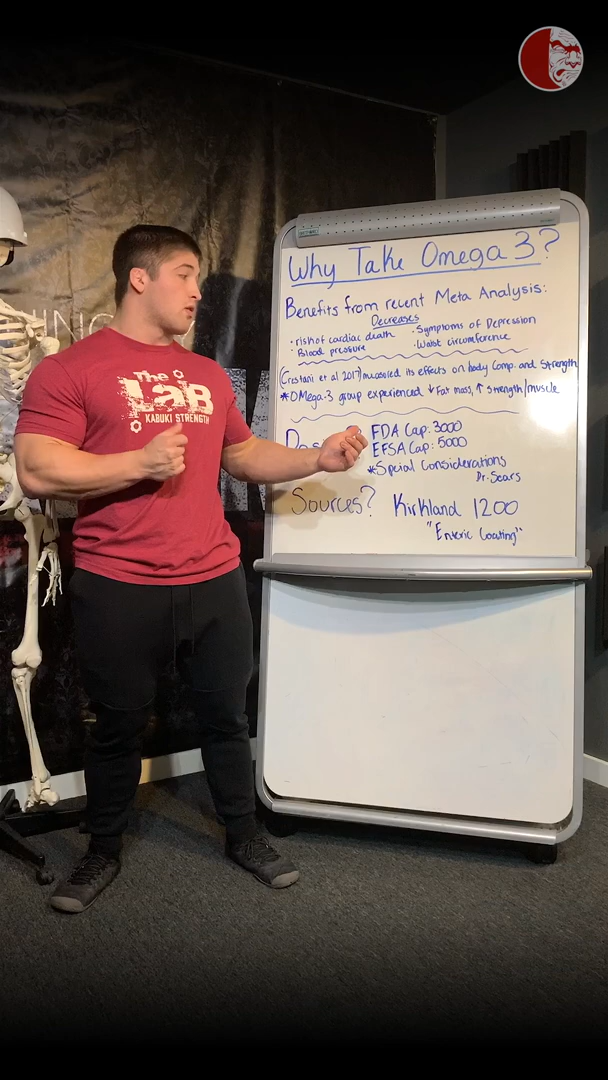 Why Take Omega 3?
Benefits from recent Meta Analysis:
Decreases
· risk of cardiac death · Symptoms of Depression
· Blood pressure · Waist circumference
(Crestani et al 2017) measured its effects on body Comp. and Strength
* OMega-3 group experienced ↓ Fat mass, ↑ strength/muscle
FDA Cap: 3000
EFSA Cap: 5000
*Special Considerations
Dr. Sears
Sources? Kirkland 1200
"Enteric Coating"
The
LaB
KABUKI STRENGTH